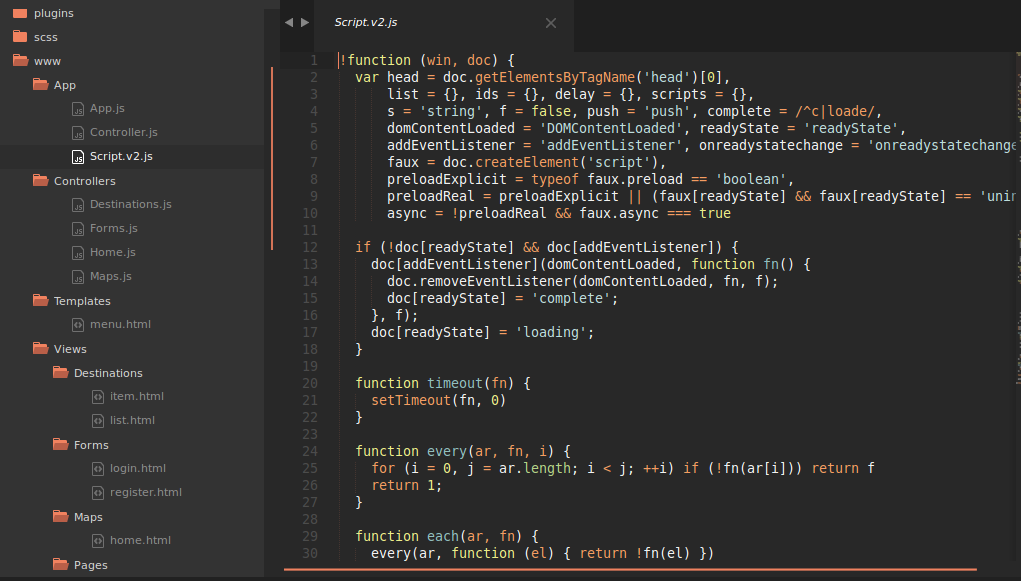 plugins
scss
www
App
App.js
Controller.js
Script.v2.js
Controllers
Destinations.js
Forms.js
Home.js
Maps.js
Templates
menu.html
Views
Destinations
item.html
list.html
Forms
login.html
register.html
Maps
home.html
Pages
Script.v2.js
1 !function (win, doc) {
2 var head = doc.getElementsByTagName('head')[0],
3 list = {}, ids = {}, delay = {}, scripts = {},
4 s = 'string', f = false, push = 'push', complete = /^c|loade/,
5 domContentLoaded = 'DOMContentLoaded', readyState = 'readyState',
6 addEventListener = 'addEventListener', onreadystatechange = 'onreadystatechange
7 faux = doc.createElement('script'),
8 preloadExplicit = typeof faux.preload == 'boolean',
9 preloadReal = preloadExplicit || (faux[readyState] && faux[readyState] == 'unin
10 async = !preloadReal && faux.async === true
11
12 if (!doc[readyState] && doc[addEventListener]) {
13 doc[addEventListener](domContentLoaded, function fn() {
14 doc.removeEventListener(domContentLoaded, fn, f);
15 doc[readyState] = 'complete';
16 }, f);
17 doc[readyState] = 'loading';
18 }
19
20 function timeout(fn) {
21 setTimeout(fn, 0)
22 }
23
24 function every(ar, fn, i) {
25 for (i = 0, j = ar.length; i < j; ++i) if (!fn(ar[i])) return f
26 return 1;
27 }
28
29 function each(ar, fn) {
30 every(ar, function (el) { return !fn(el) })